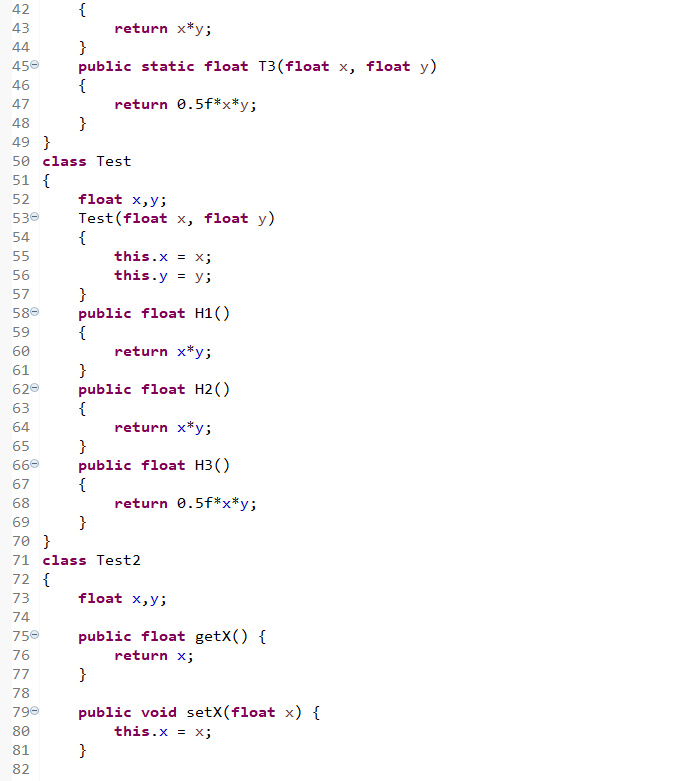 42     {
43         return x*y;
44     }
45     public static float T3(float x, float y)
46     {
47         return 0.5f*x*y;
48     }
49 }
50 class Test
51 {
52     float x,y;
53     Test(float x, float y)
54     {
55         this.x = x;
56         this.y = y;
57     }
58     public float H1()
59     {
60         return x*y;
61     }
62     public float H2()
63     {
64         return x*y;
65     }
66     public float H3()
67     {
68         return 0.5f*x*y;
69     }
70 }
71 class Test2
72 {
73     float x,y;
74
75     public float getX() {
76         return x;
77     }
78
79     public void setX(float x) {
80         this.x = x;
81     }
82